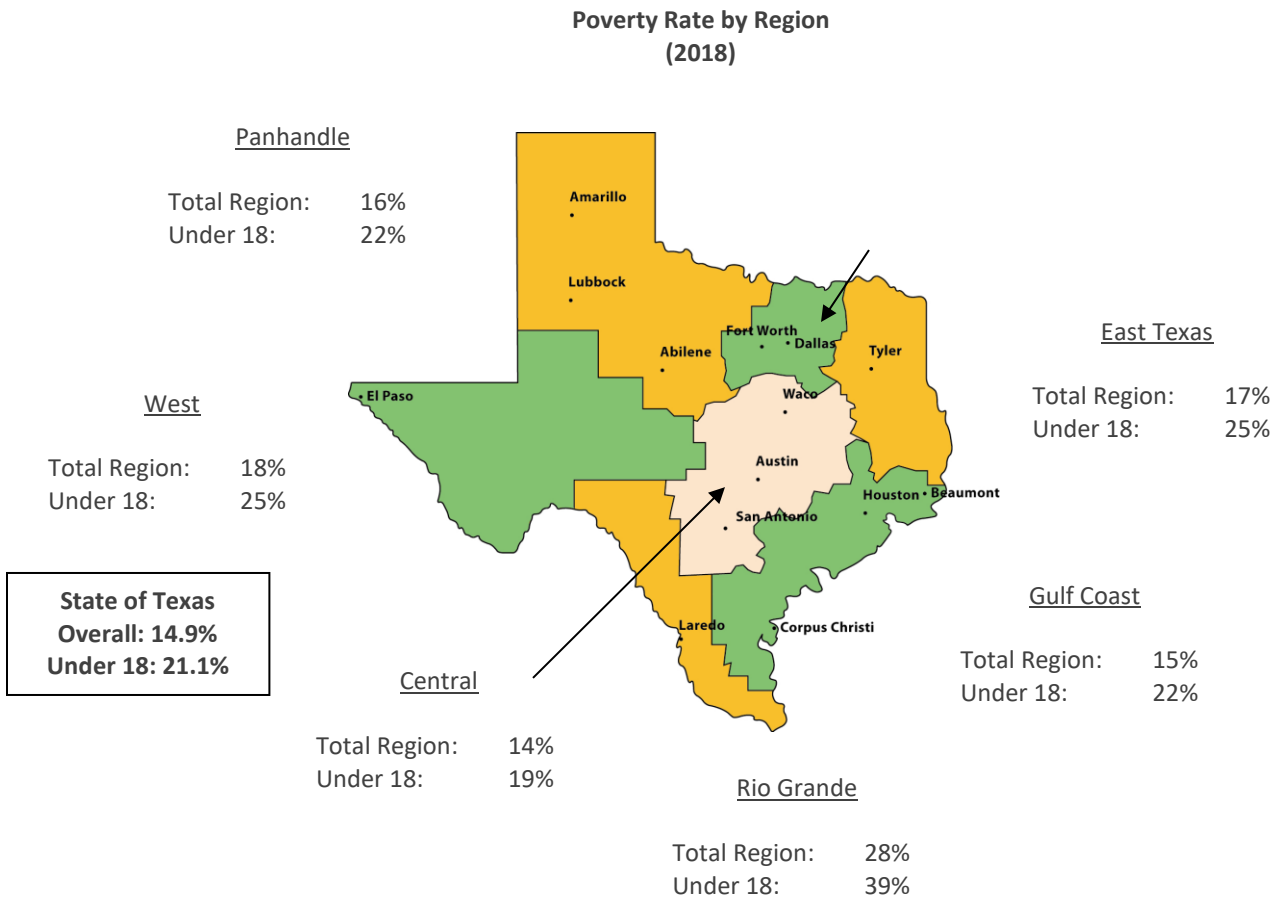 Poverty Rate by Region
(2018)
Panhandle
Total Region: 16%
Under 18: 22%
Amarillo
Lubbock
Abilene
Fort Worth
Dallas
Tyler
East Texas
Total Region: 17%
Under 18: 25%
El Paso
West
Total Region: 18%
Under 18: 25%
Waco
Austin
San Antonio
Houston
Beaumont
State of Texas
Overall: 14.9%
Under 18: 21.1%
Laredo
Corpus Christi
Gulf Coast
Total Region: 15%
Under 18: 22%
Central
Total Region: 14%
Under 18: 19%
Rio Grande
Total Region: 28%
Under 18: 39%